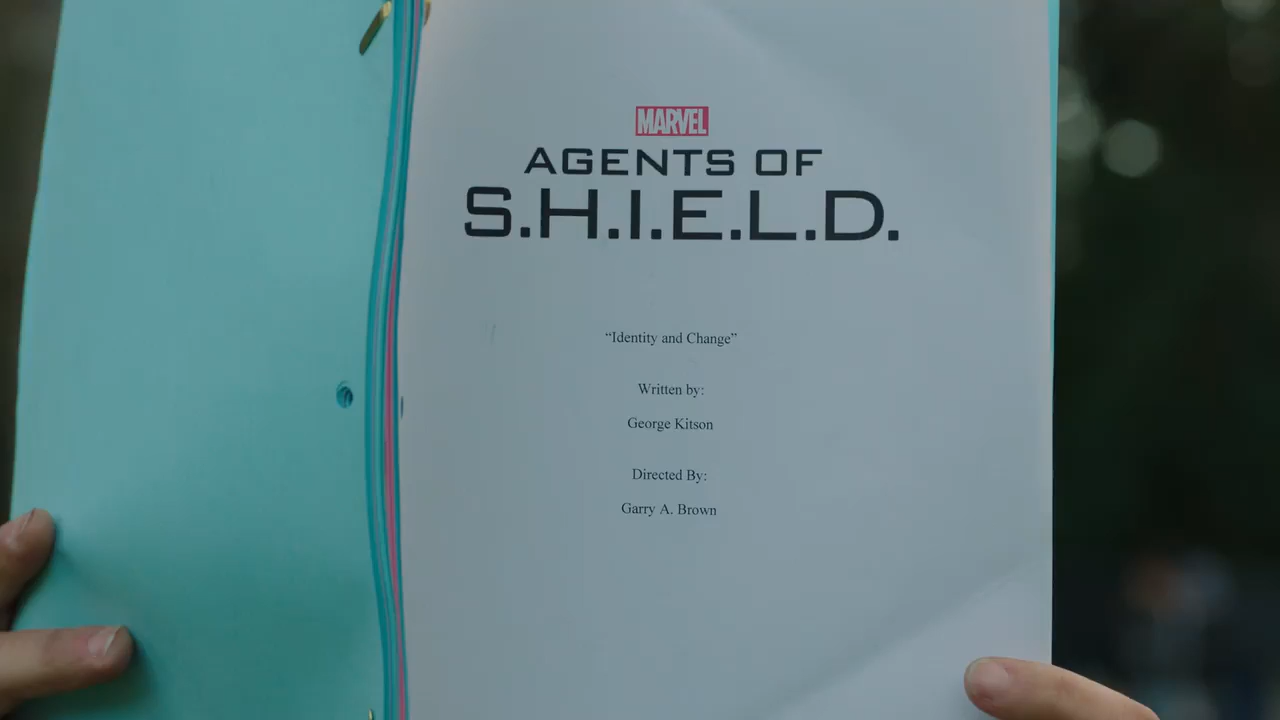 MARVEL
AGENTS OF
S.H.I.E.L.D.
“Identity and Change”
Written by:
George Kitson
Directed By:
Garry A. Brown